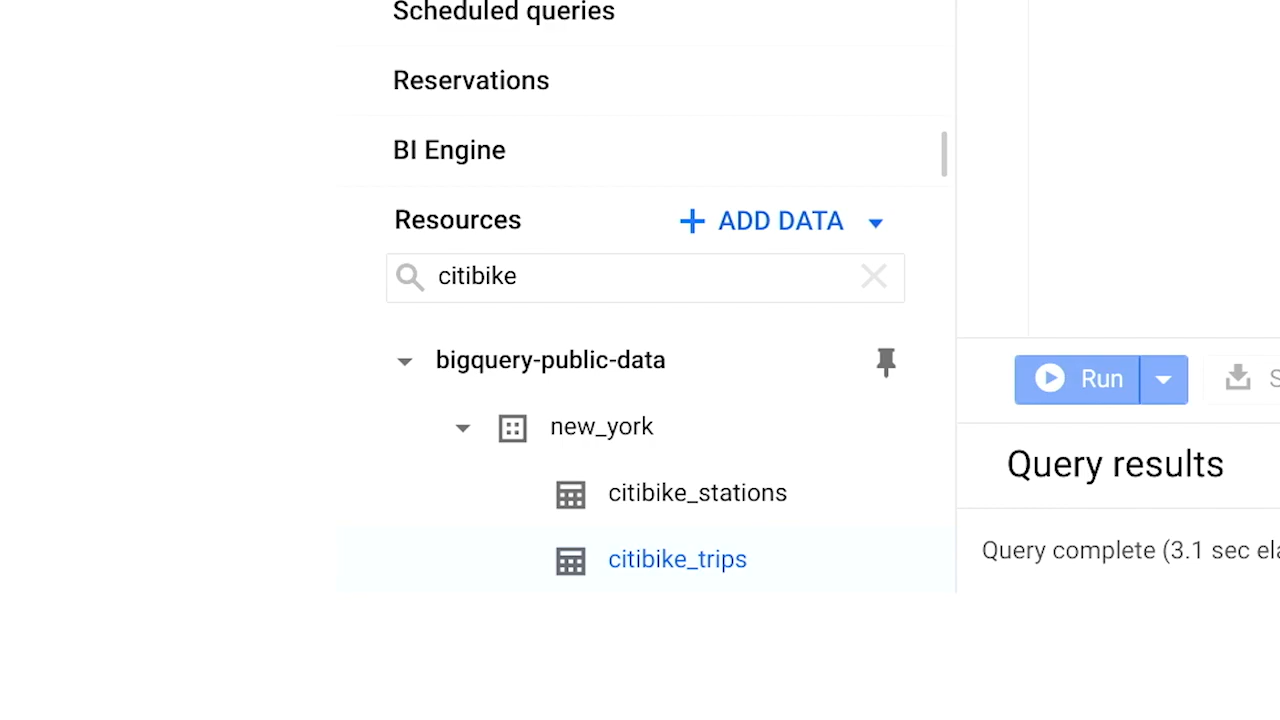 Scheduled queries
Reservations
BI Engine
Resources
ADD DATA
citibike
bigquery-public-data
new_york
citibike_stations
citibike_trips
Run
Query results
Query complete (3.1 sec